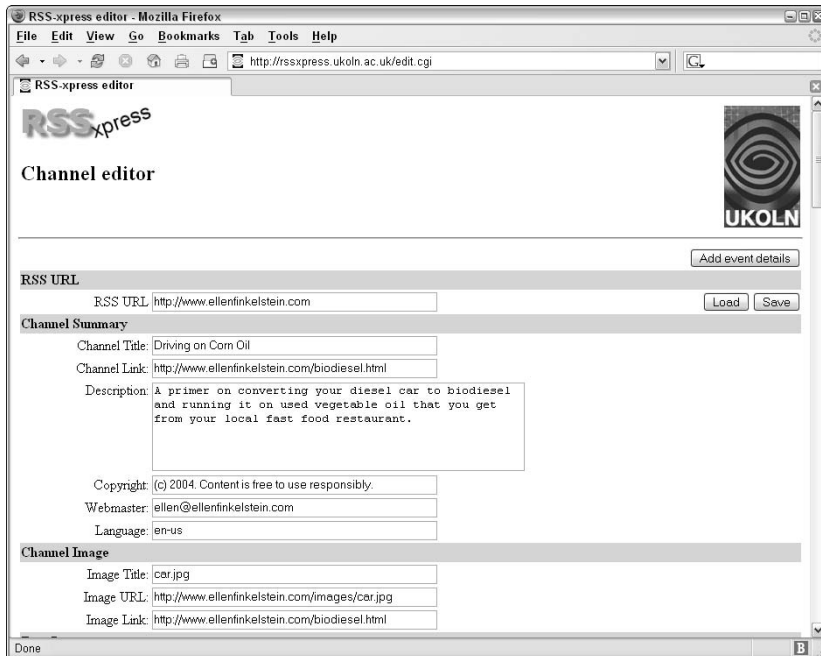 RSS-xpress editor - Mozilla Firefox
File Edit View Go Bookmarks Tab Tools Help
http://rssxpress.ukoln.ac.uk/edit.cgi
G
RSS-xpress editor
RSSxpress
Channel editor
UKOLN
Add event details
RSS URL
RSS URL http://www.ellenfinkelstein.com Load Save
Channel Summary
Channel Title: Driving on Corn Oil
Channel Link: http://www.ellenfinkelstein.com/biodiesel.html
Description: A primer on converting your diesel car to biodiesel
and running it on used vegetable oil that you get
from your local fast food restaurant.
Copyright: (c) 2004. Content is free to use responsibly.
Webmaster: ellen@ellenfinkelstein.com
Language: en-us
Channel Image
Image Title: car.jpg
Image URL: http://www.ellenfinkelstein.com/images/car.jpg
Image Link: http://www.ellenfinkelstein.com/biodiesel.html
Done B